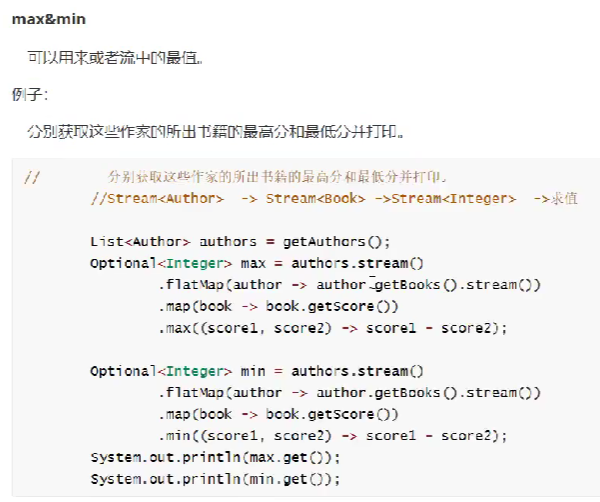 max&min
可以用来或者流中的最值。
例子：
分别获取这些作家的所出书籍的最高分和最低分并打印。
//        分别获取这些作家的所出书籍的最高分和最低分并打印。
//Stream<Author>  -> Stream<Book> ->Stream<Integer>  ->求值
List<Author> authors = getAuthors();
Optional<Integer> max = authors.stream()
.flatMap(author -> author.getBooks().stream())
.map(book -> book.getScore())
.max((score1, score2) -> score1 - score2);
Optional<Integer> min = authors.stream()
.flatMap(author -> author.getBooks().stream())
.map(book -> book.getScore())
.min((score1, score2) -> score1 - score2);
System.out.println(max.get());
System.out.println(min.get());